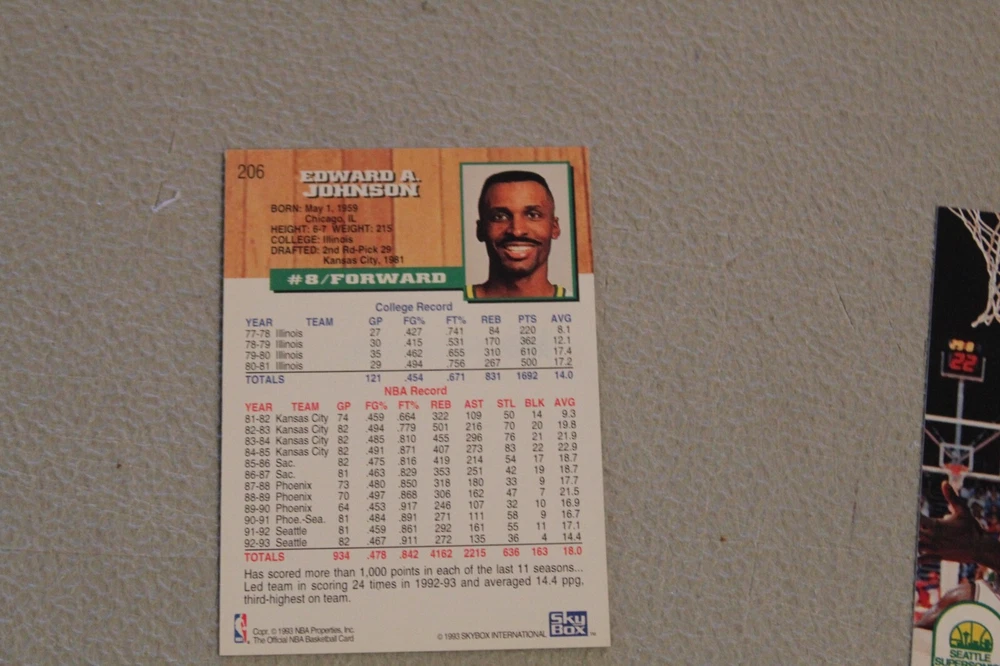 206
EDWARD A.
JOHNSON
BORN: May 1, 1959
Chicago, IL
HEIGHT: 6-7 WEIGHT: 215
COLLEGE: Illinois
DRAFTED: 2nd Rd-Pick 29
Kansas City, 1981
#8/FORWARD
College Record
YEAR TEAM GP FG% FT% REB PTS AVG
77-78 Illinois 27 .427 .741 84 220 8.1
78-79 Illinois 30 .415 .531 170 362 12.1
79-80 Illinois 35 .462 .655 310 610 17.4
80-81 Illinois 29 .494 .756 267 500 17.2
TOTALS 121 .454 .671 831 1692 14.0
NBA Record
YEAR TEAM GP FG% FT% REB AST STL BLK AVG
81-82 Kansas City 74 .459 .664 322 109 50 14 9.3
82-83 Kansas City 82 .494 .779 501 216 70 20 19.8
83-84 Kansas City 82 .485 .810 455 296 76 21 21.9
84-85 Kansas City 82 .491 .871 407 273 83 22 22.9
85-86 Sac. 82 .475 .816 419 214 54 17 18.7
86-87 Sac. 81 .463 .829 353 251 42 19 18.7
87-88 Phoenix 73 .480 .850 318 180 33 9 17.7
88-89 Phoenix 70 .497 .868 306 162 47 7 21.5
89-90 Phoenix 64 .453 .917 246 107 32 10 16.9
90-91 Phoe.-Sea. 81 .484 .891 271 111 58 9 16.7
91-92 Seattle 81 .459 .861 292 161 55 11 17.1
92-93 Seattle 82 .467 .911 272 135 36 4 14.4
TOTALS 934 .478 .842 4162 2215 636 163 18.0
Has scored more than 1,000 points in each of the last 11 seasons...
Led team in scoring 24 times in 1992-93 and averaged 14.4 ppg,
third-highest on team.
Copr. © 1993 NBA Properties, Inc.
The Official NBA Basketball Card
© 1993 SKYBOX INTERNATIONAL
Sky
Box
TM
22
SEATTLE